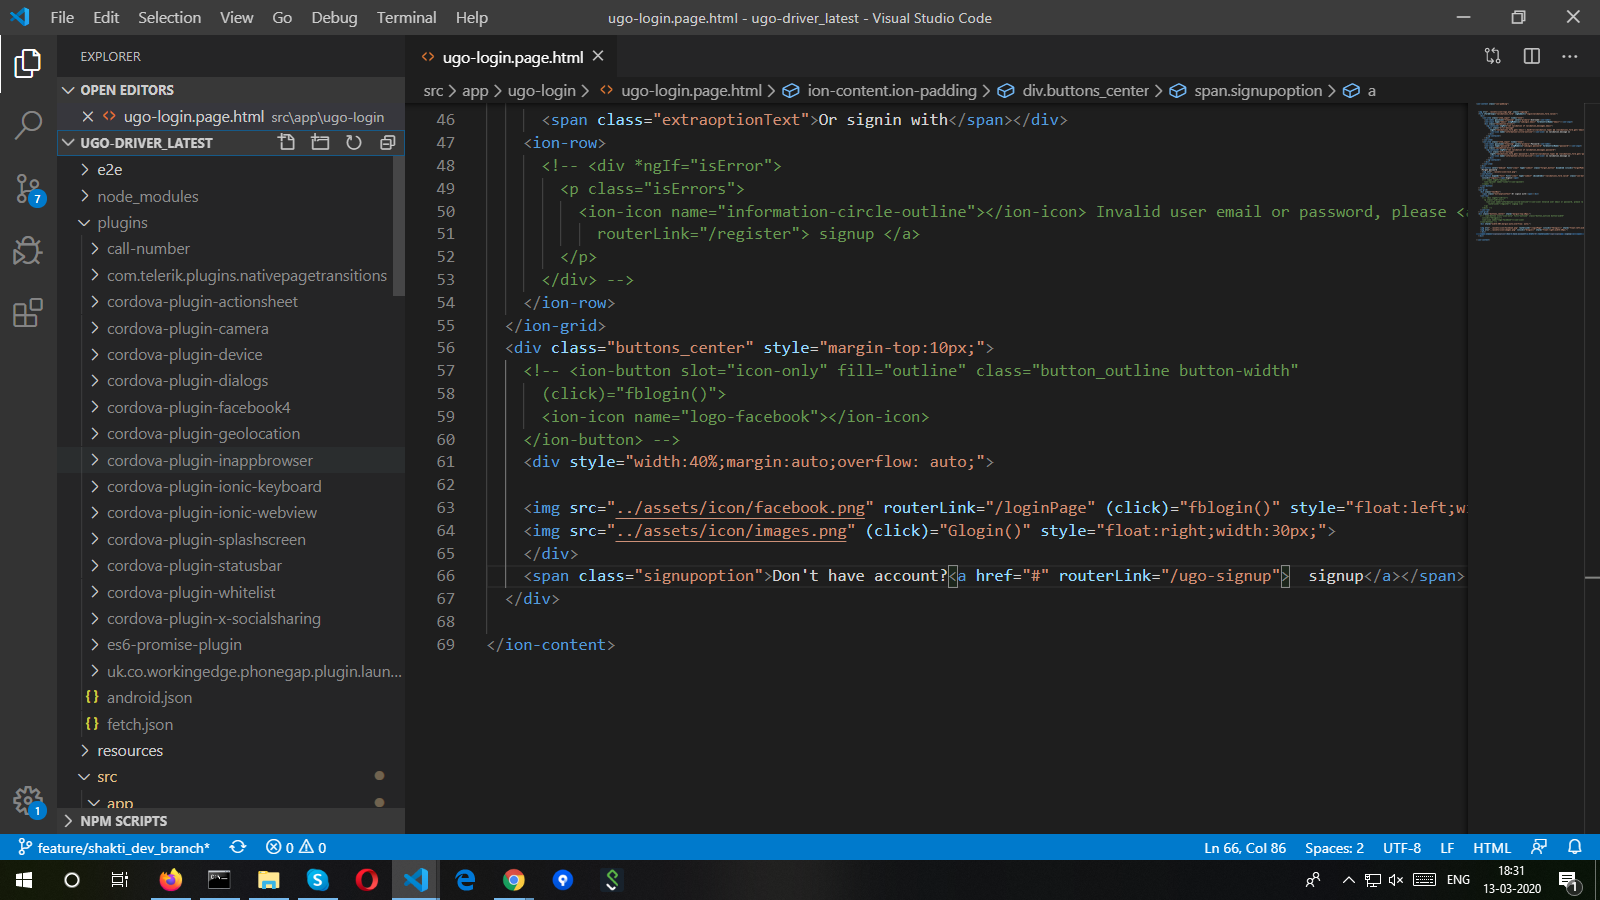 File Edit Selection View Go Debug Terminal Help
ugo-login.page.html - ugo-driver_latest - Visual Studio Code
EXPLORER
OPEN EDITORS
ugo-login.page.html src\app\ugo-login
UGO-DRIVER_LATEST
e2e
node_modules
plugins
call-number
com.telerik.plugins.nativepagetransitions
cordova-plugin-actionsheet
cordova-plugin-camera
cordova-plugin-device
cordova-plugin-dialogs
cordova-plugin-facebook4
cordova-plugin-geolocation
cordova-plugin-inappbrowser
cordova-plugin-ionic-keyboard
cordova-plugin-ionic-webview
cordova-plugin-splashscreen
cordova-plugin-statusbar
cordova-plugin-whitelist
cordova-plugin-x-socialsharing
es6-promise-plugin
uk.co.workingedge.phonegap.plugin.laun...
{} android.json
{} fetch.json
resources
src
app
NPM SCRIPTS
7
1
<> ugo-login.page.html
src > app > ugo-login > <> ugo-login.page.html > ion-content.ion-padding > div.buttons_center > span.signupoption > a
46 <span class="extraoptionText">Or signin with</span></div>
47 <ion-row>
48 <!-- <div *ngIf="isError">
49 <p class="isErrors">
50 <ion-icon name="information-circle-outline"></ion-icon> Invalid user email or password, please <a
51 routerLink="/register"> signup </a>
52 </p>
53 </div> -->
54 </ion-row>
55 </ion-grid>
56 <div class="buttons_center" style="margin-top:10px;">
57 <!-- <ion-button slot="icon-only" fill="outline" class="button_outline button-width"
58 (click)="fblogin()">
59 <ion-icon name="logo-facebook"></ion-icon>
60 </ion-button> -->
61 <div style="width:40%;margin:auto;overflow: auto;">
62
63 <img src="../assets/icon/facebook.png" routerLink="/loginPage" (click)="fblogin()" style="float:left;wi
64 <img src="../assets/icon/images.png" (click)="Glogin()" style="float:right;width:30px;">
65 </div>
66 <span class="signupoption">Don't have account?<a href="#" routerLink="/ugo-signup">  signup</a></span>
67 </div>
68
69 </ion-content>
feature/shakti_dev_branch* 0 0 Ln 66, Col 86 Spaces: 2 UTF-8 LF HTML
ENG
18:31
13-03-2020
1